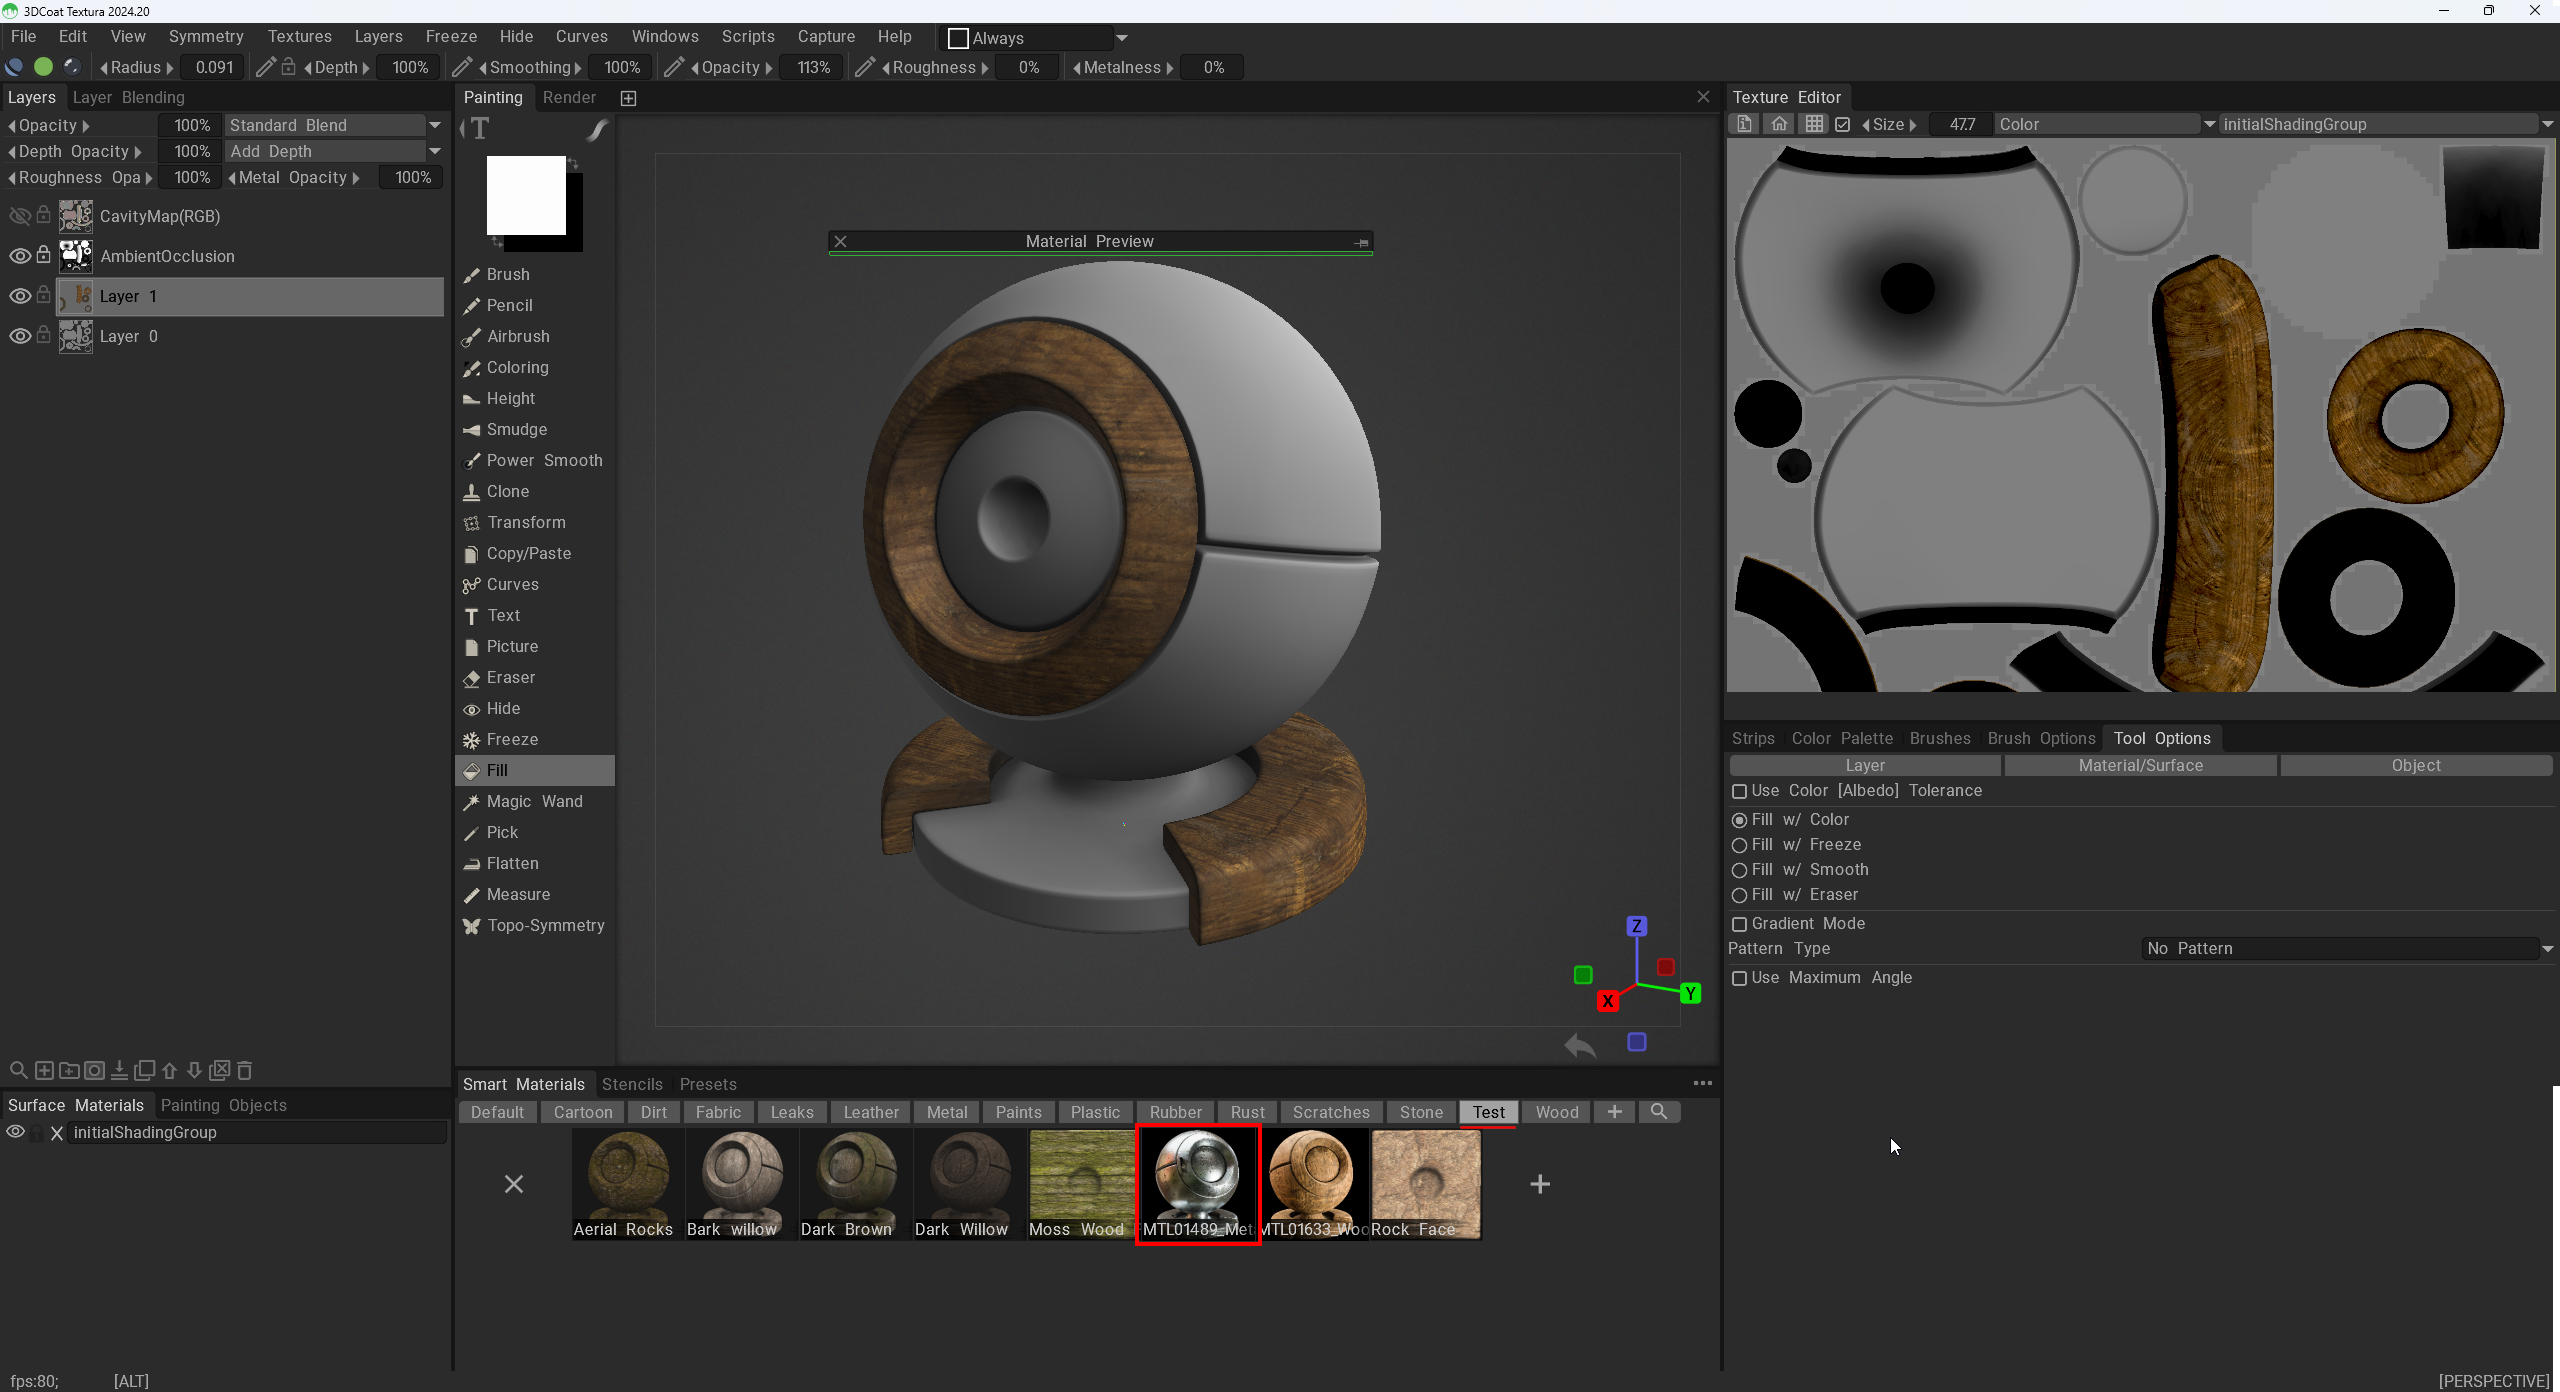 3DCoat Textura 2024.20
File Edit View Symmetry Textures Layers Freeze Hide Curves Windows Scripts Capture Help Always
Radius 0.091 Depth 100% Smoothing 100% Opacity 113% Roughness 0% Metalness 0%
Layers Layer Blending
Opacity 100% Standard Blend
Depth Opacity 100% Add Depth
Roughness Opa 100% Metal Opacity 100%
CavityMap(RGB)
AmbientOcclusion
Layer 1
Layer 0
Surface Materials Painting Objects
initialShadingGroup
fps:80; [ALT]
Painting Render
T
Brush
Pencil
Airbrush
Coloring
Height
Smudge
Power Smooth
Clone
Transform
Copy/Paste
Curves
Text
Picture
Eraser
Hide
Freeze
Fill
Magic Wand
Pick
Flatten
Measure
Topo-Symmetry
Material Preview
Z
X
Y
Smart Materials Stencils Presets
Default Cartoon Dirt Fabric Leaks Leather Metal Paints Plastic Rubber Rust Scratches Stone Test Wood
Aerial Rocks Bark willow Dark Brown Dark Willow Moss Wood MTL01489_Met MTL01633_Woo Rock Face
Texture Editor
Size 47.7 Color initialShadingGroup
Strips Color Palette Brushes Brush Options Tool Options
Layer Material/Surface Object
Use Color [Albedo] Tolerance
Fill w/ Color
Fill w/ Freeze
Fill w/ Smooth
Fill w/ Eraser
Gradient Mode
Pattern Type No Pattern
Use Maximum Angle
[PERSPECTIVE]